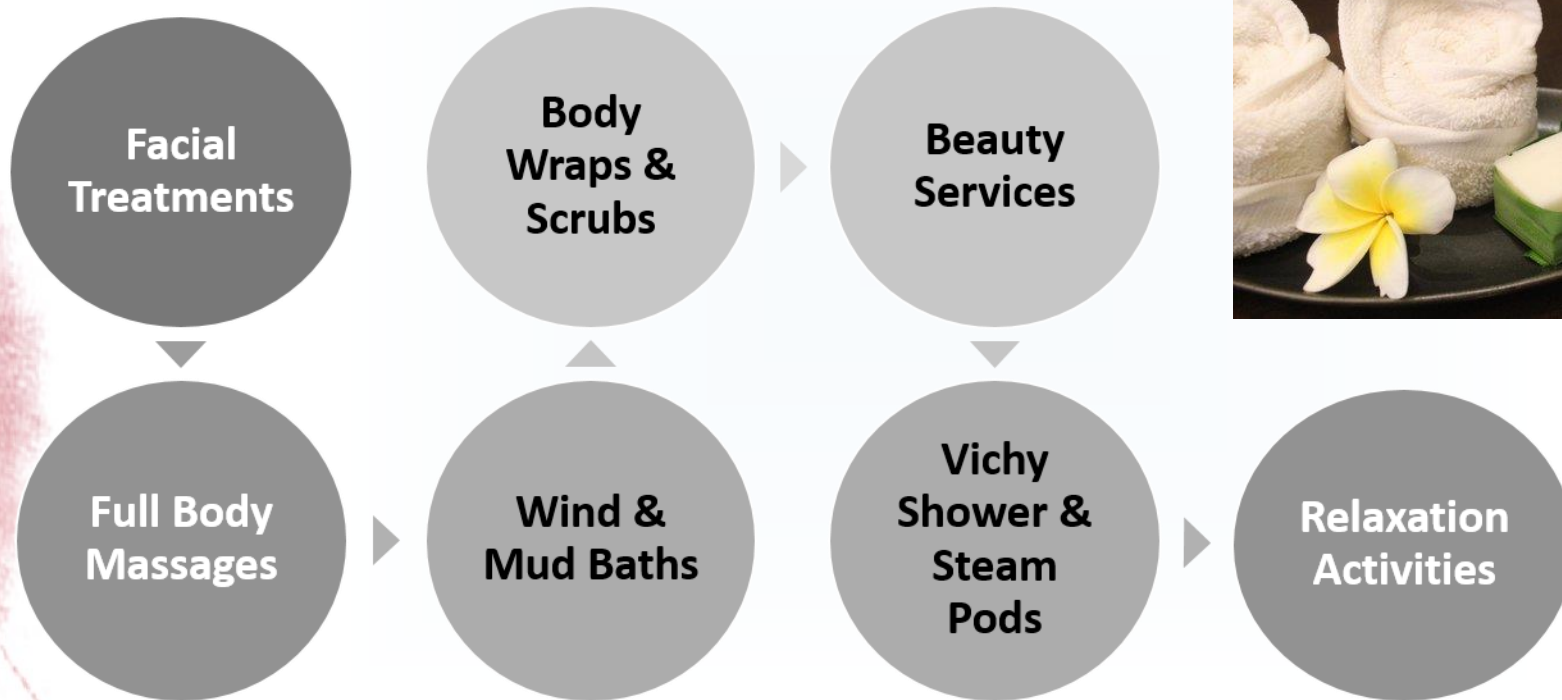 Facial
Treatments
Full Body
Massages
Wind &
Mud Baths
Body
Wraps &
Scrubs
Beauty
Services
Vichy
Shower &
Steam
Pods
Relaxation
Activities